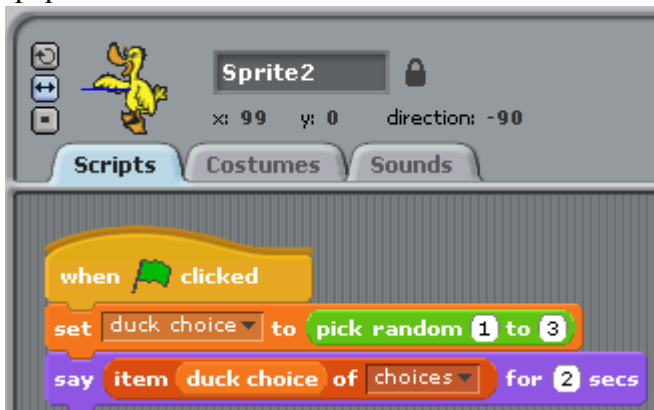 Sprite2
x: 99 y: 0 direction: -90
Scripts Costumes Sounds
when clicked
set duck choice to pick random 1 to 3
say item duck choice of choices for 2 secs